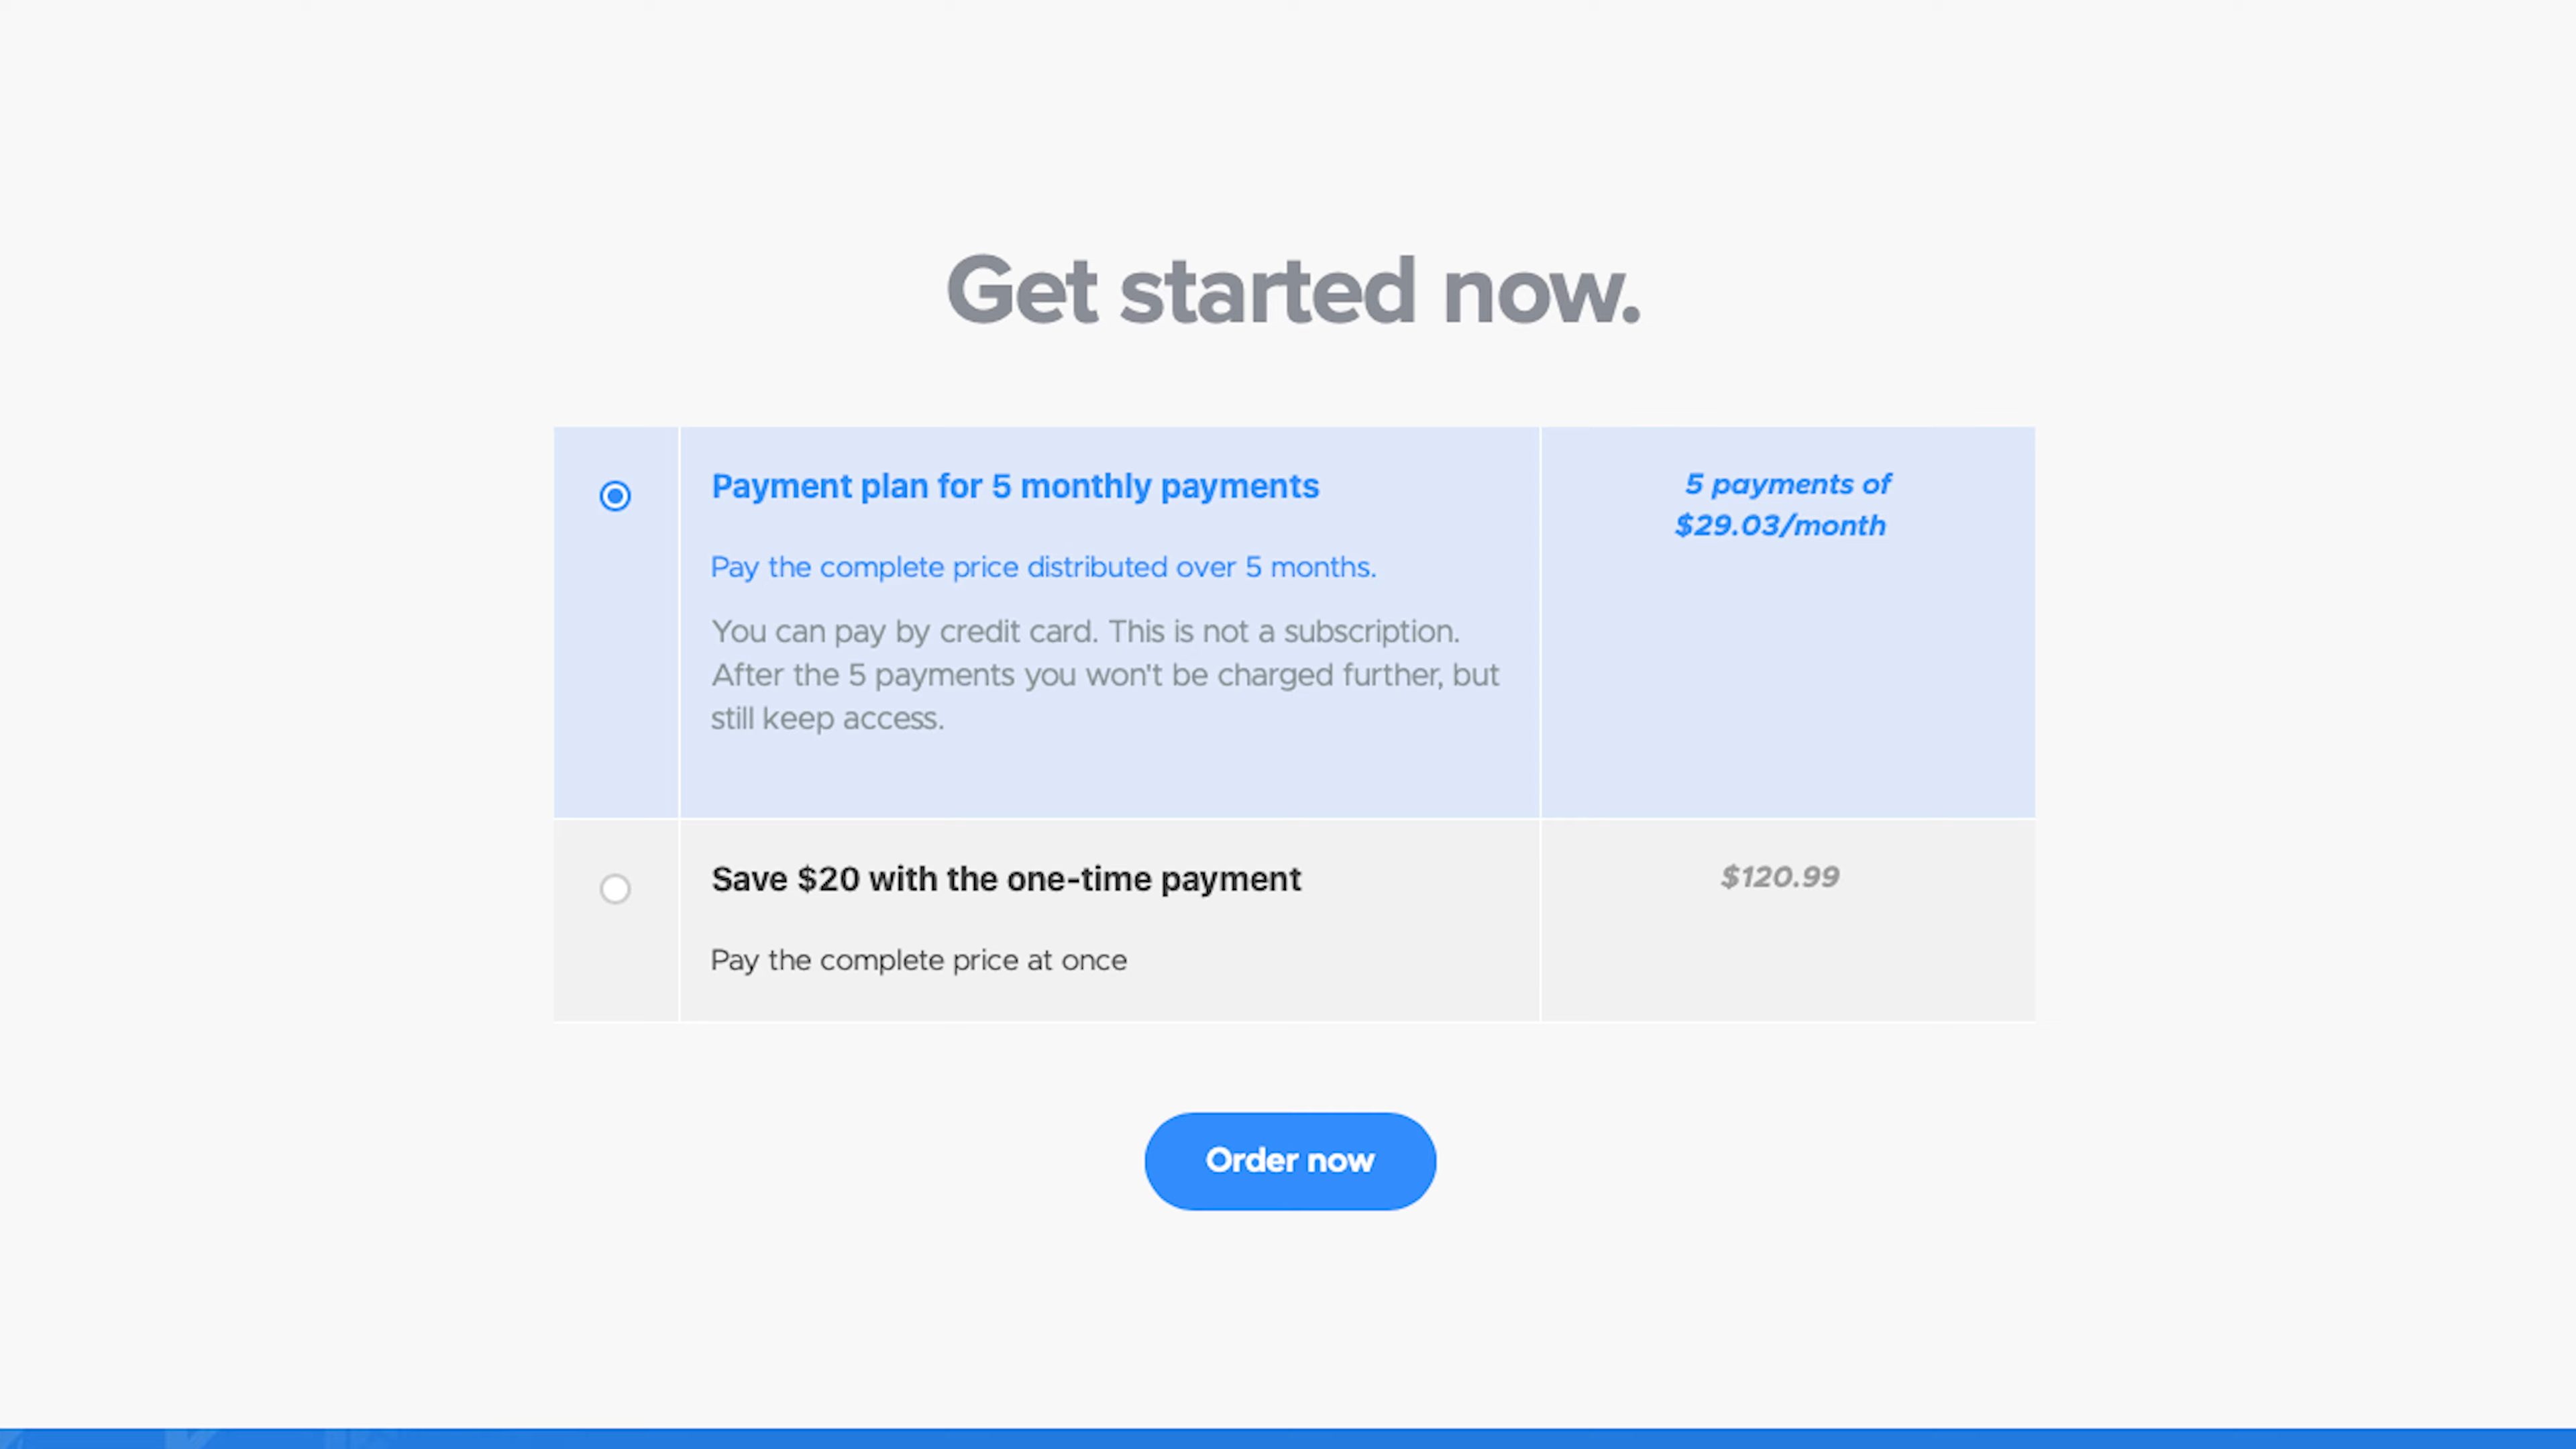 Get started now.
Payment plan for 5 monthly payments
5 payments of
$29.03/month
Pay the complete price distributed over 5 months.
You can pay by credit card. This is not a subscription.
After the 5 payments you won't be charged further, but
still keep access.
Save $20 with the one-time payment
$120.99
Pay the complete price at once
Order now